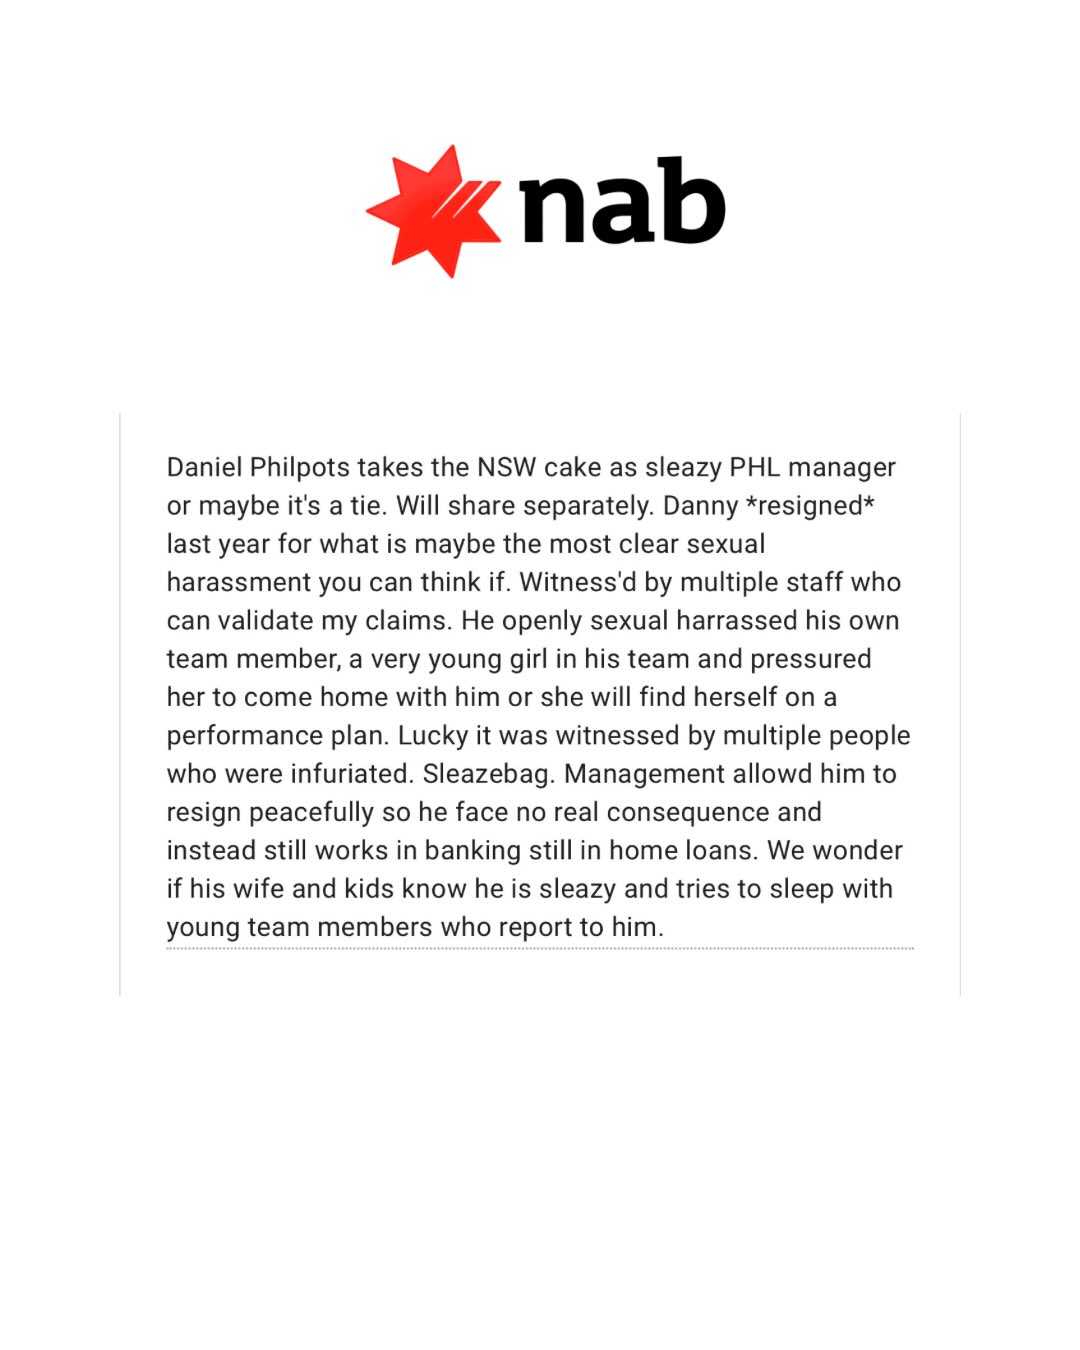 nab
Daniel Philpots takes the NSW cake as sleazy PHL manager
or maybe it's a tie. Will share separately. Danny *resigned*
last year for what is maybe the most clear sexual
harassment you can think if. Witness'd by multiple staff who
can validate my claims. He openly sexual harrassed his own
team member, a very young girl in his team and pressured
her to come home with him or she will find herself on a
performance plan. Lucky it was witnessed by multiple people
who were infuriated. Sleazebag. Management allowd him to
resign peacefully so he face no real consequence and
instead still works in banking still in home loans. We wonder
if his wife and kids know he is sleazy and tries to sleep with
young team members who report to him.